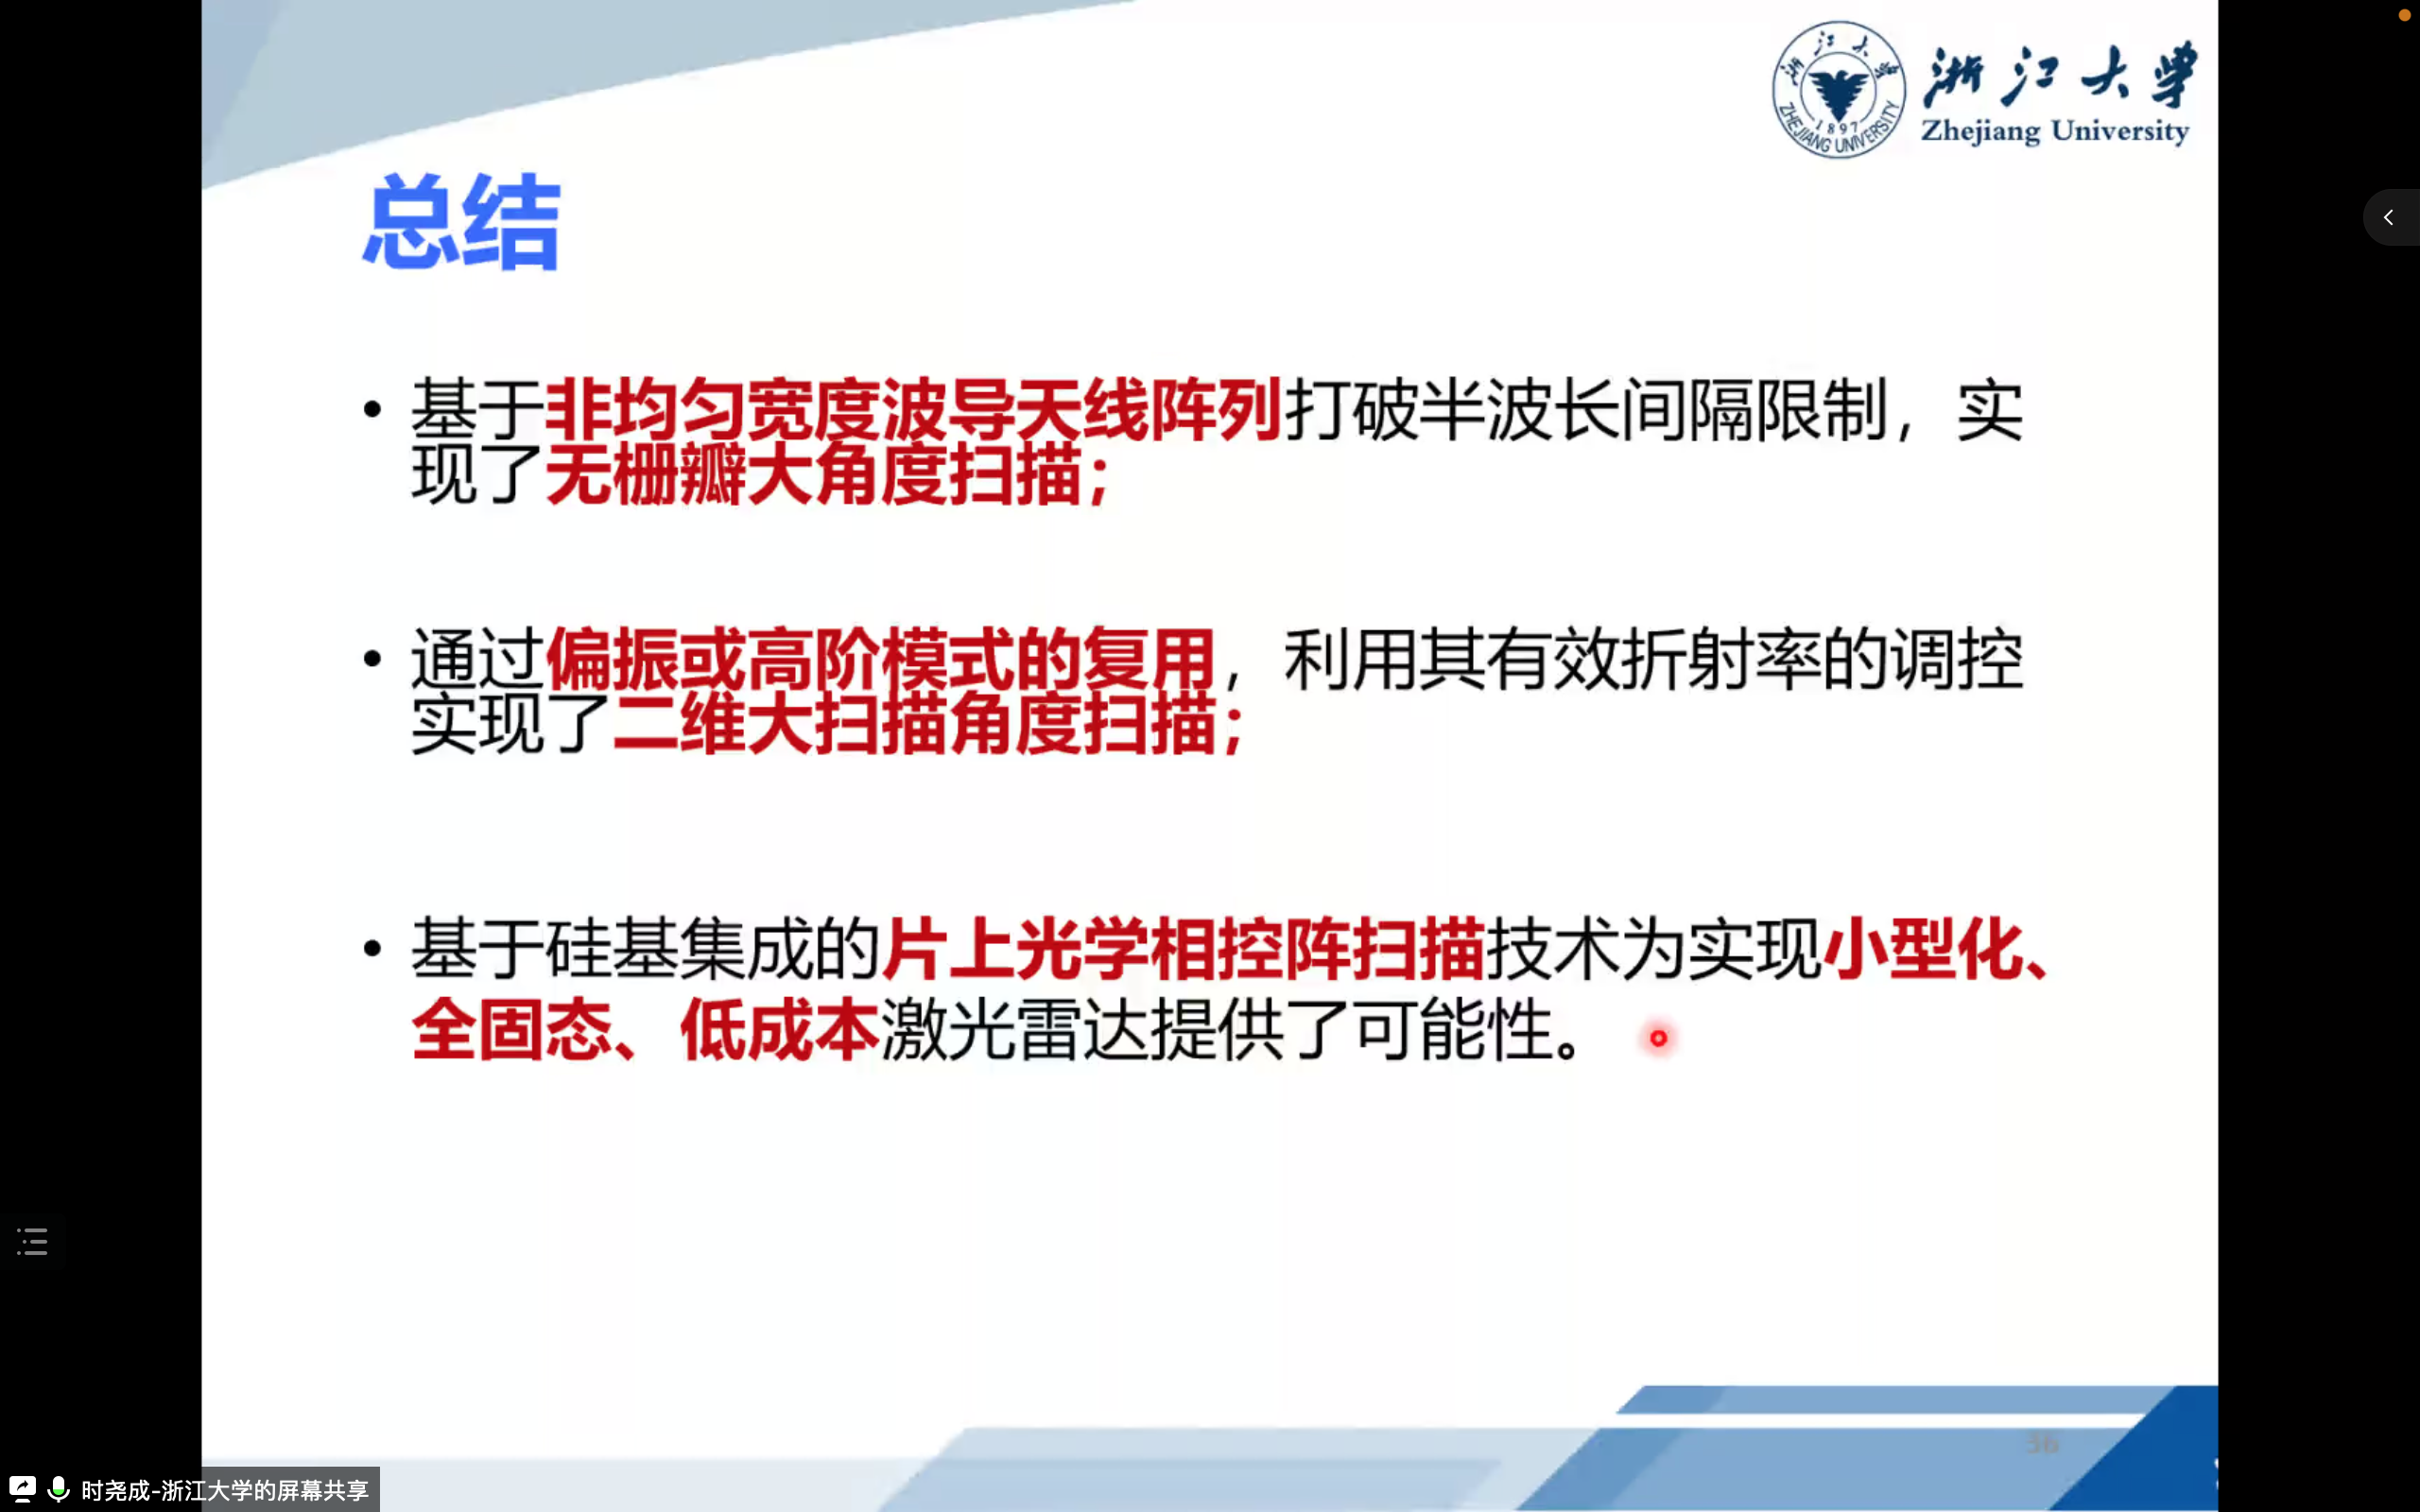 浙江大学
ZHEJIANG UNIVERSITY
1897
浙江大学
Zhejiang University
总结
• 基于非均匀宽度波导天线阵列打破半波长间隔限制，实
现了无栅瓣大角度扫描；
• 通过偏振或高阶模式的复用，利用其有效折射率的调控
实现了二维大扫描角度扫描；
• 基于硅基集成的片上光学相控阵扫描技术为实现小型化、
全固态、低成本激光雷达提供了可能性。
36
时尧成-浙江大学的屏幕共享